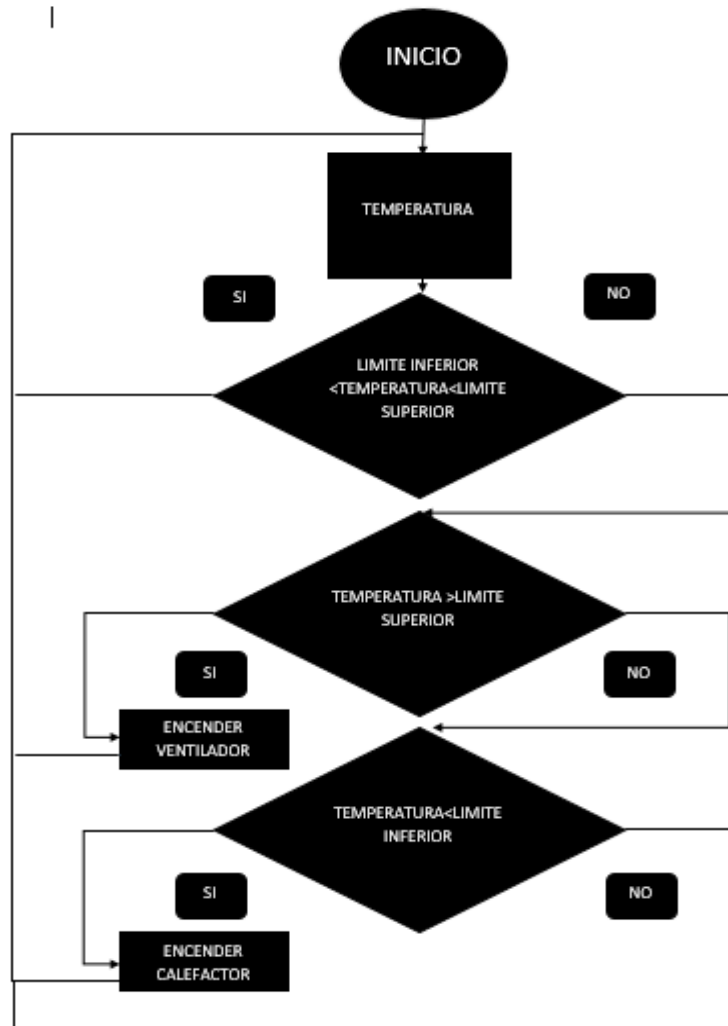 INICIO
TEMPERATURA
SI
NO
LIMITE INFERIOR
<TEMPERATURA<LIMITE
SUPERIOR
TEMPERATURA >LIMITE
SUPERIOR
SI
NO
ENCENDER
VENTILADOR
TEMPERATURA<LIMITE
INFERIOR
SI
NO
ENCENDER
CALEFACTOR